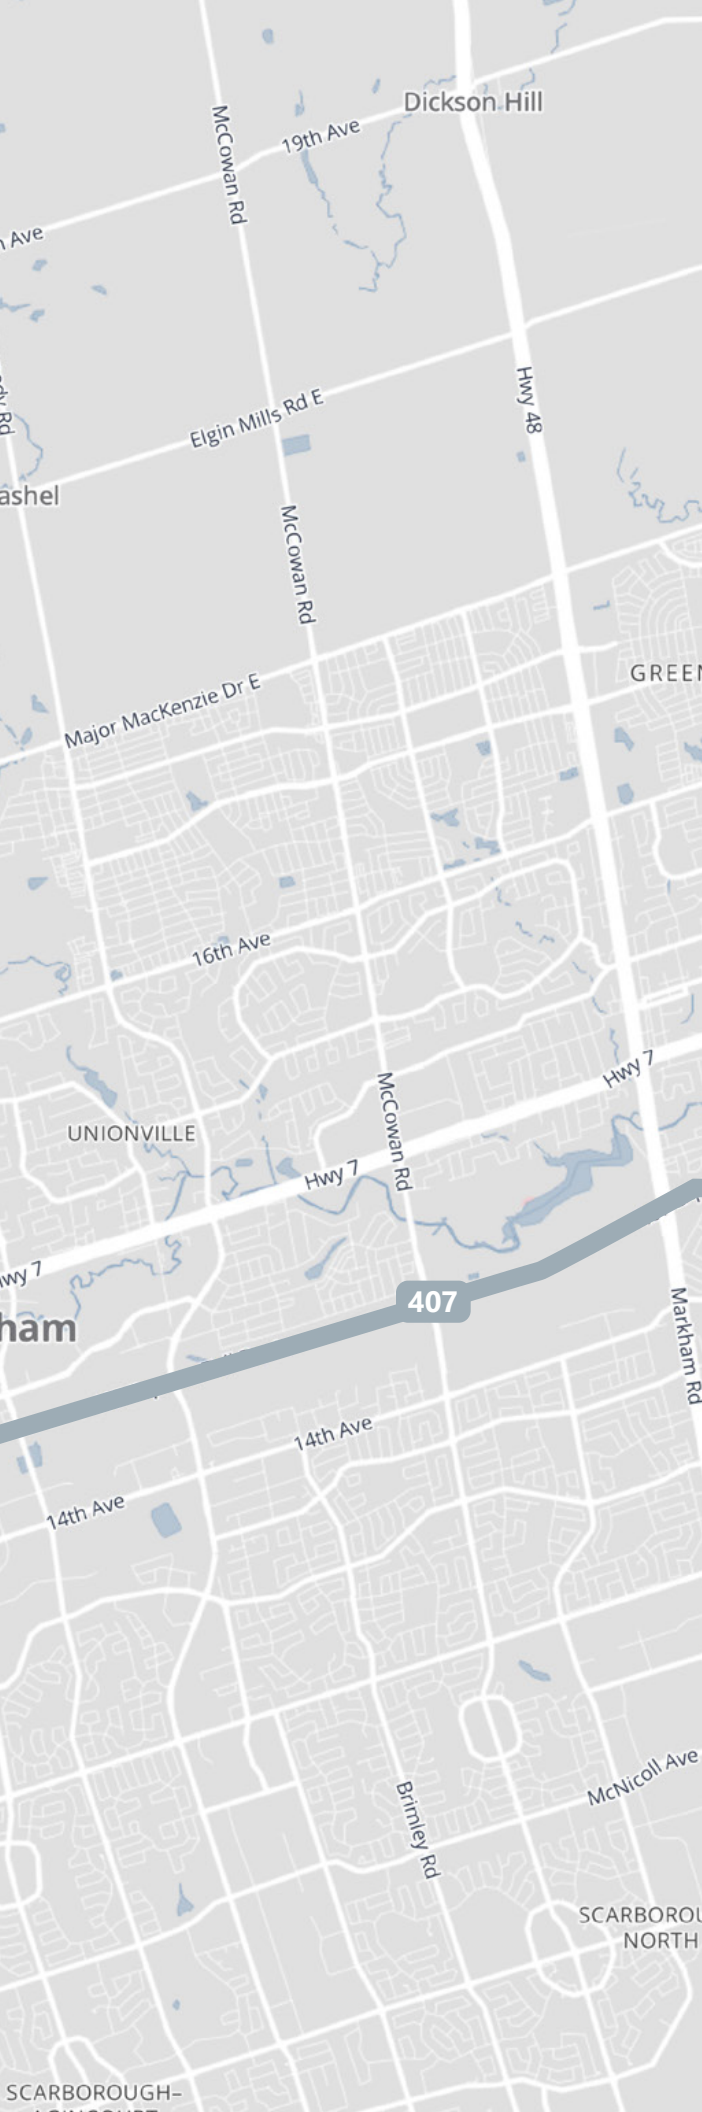 Dickson Hill
19th Ave
McCowan Rd
Ave
Hwy 48
Rd
Elgin Mills Rd E
ashel
McCowan Rd
GREEN
Major MacKenzie Dr E
16th Ave
Hwy 7
McCowan Rd
UNIONVILLE
Hwy 7
wy 7
407
ham
Markham Rd
14th Ave
14th Ave
McNicoll Ave
Brimley Rd
SCARBOROU
NORTH
SCARBOROUGH–